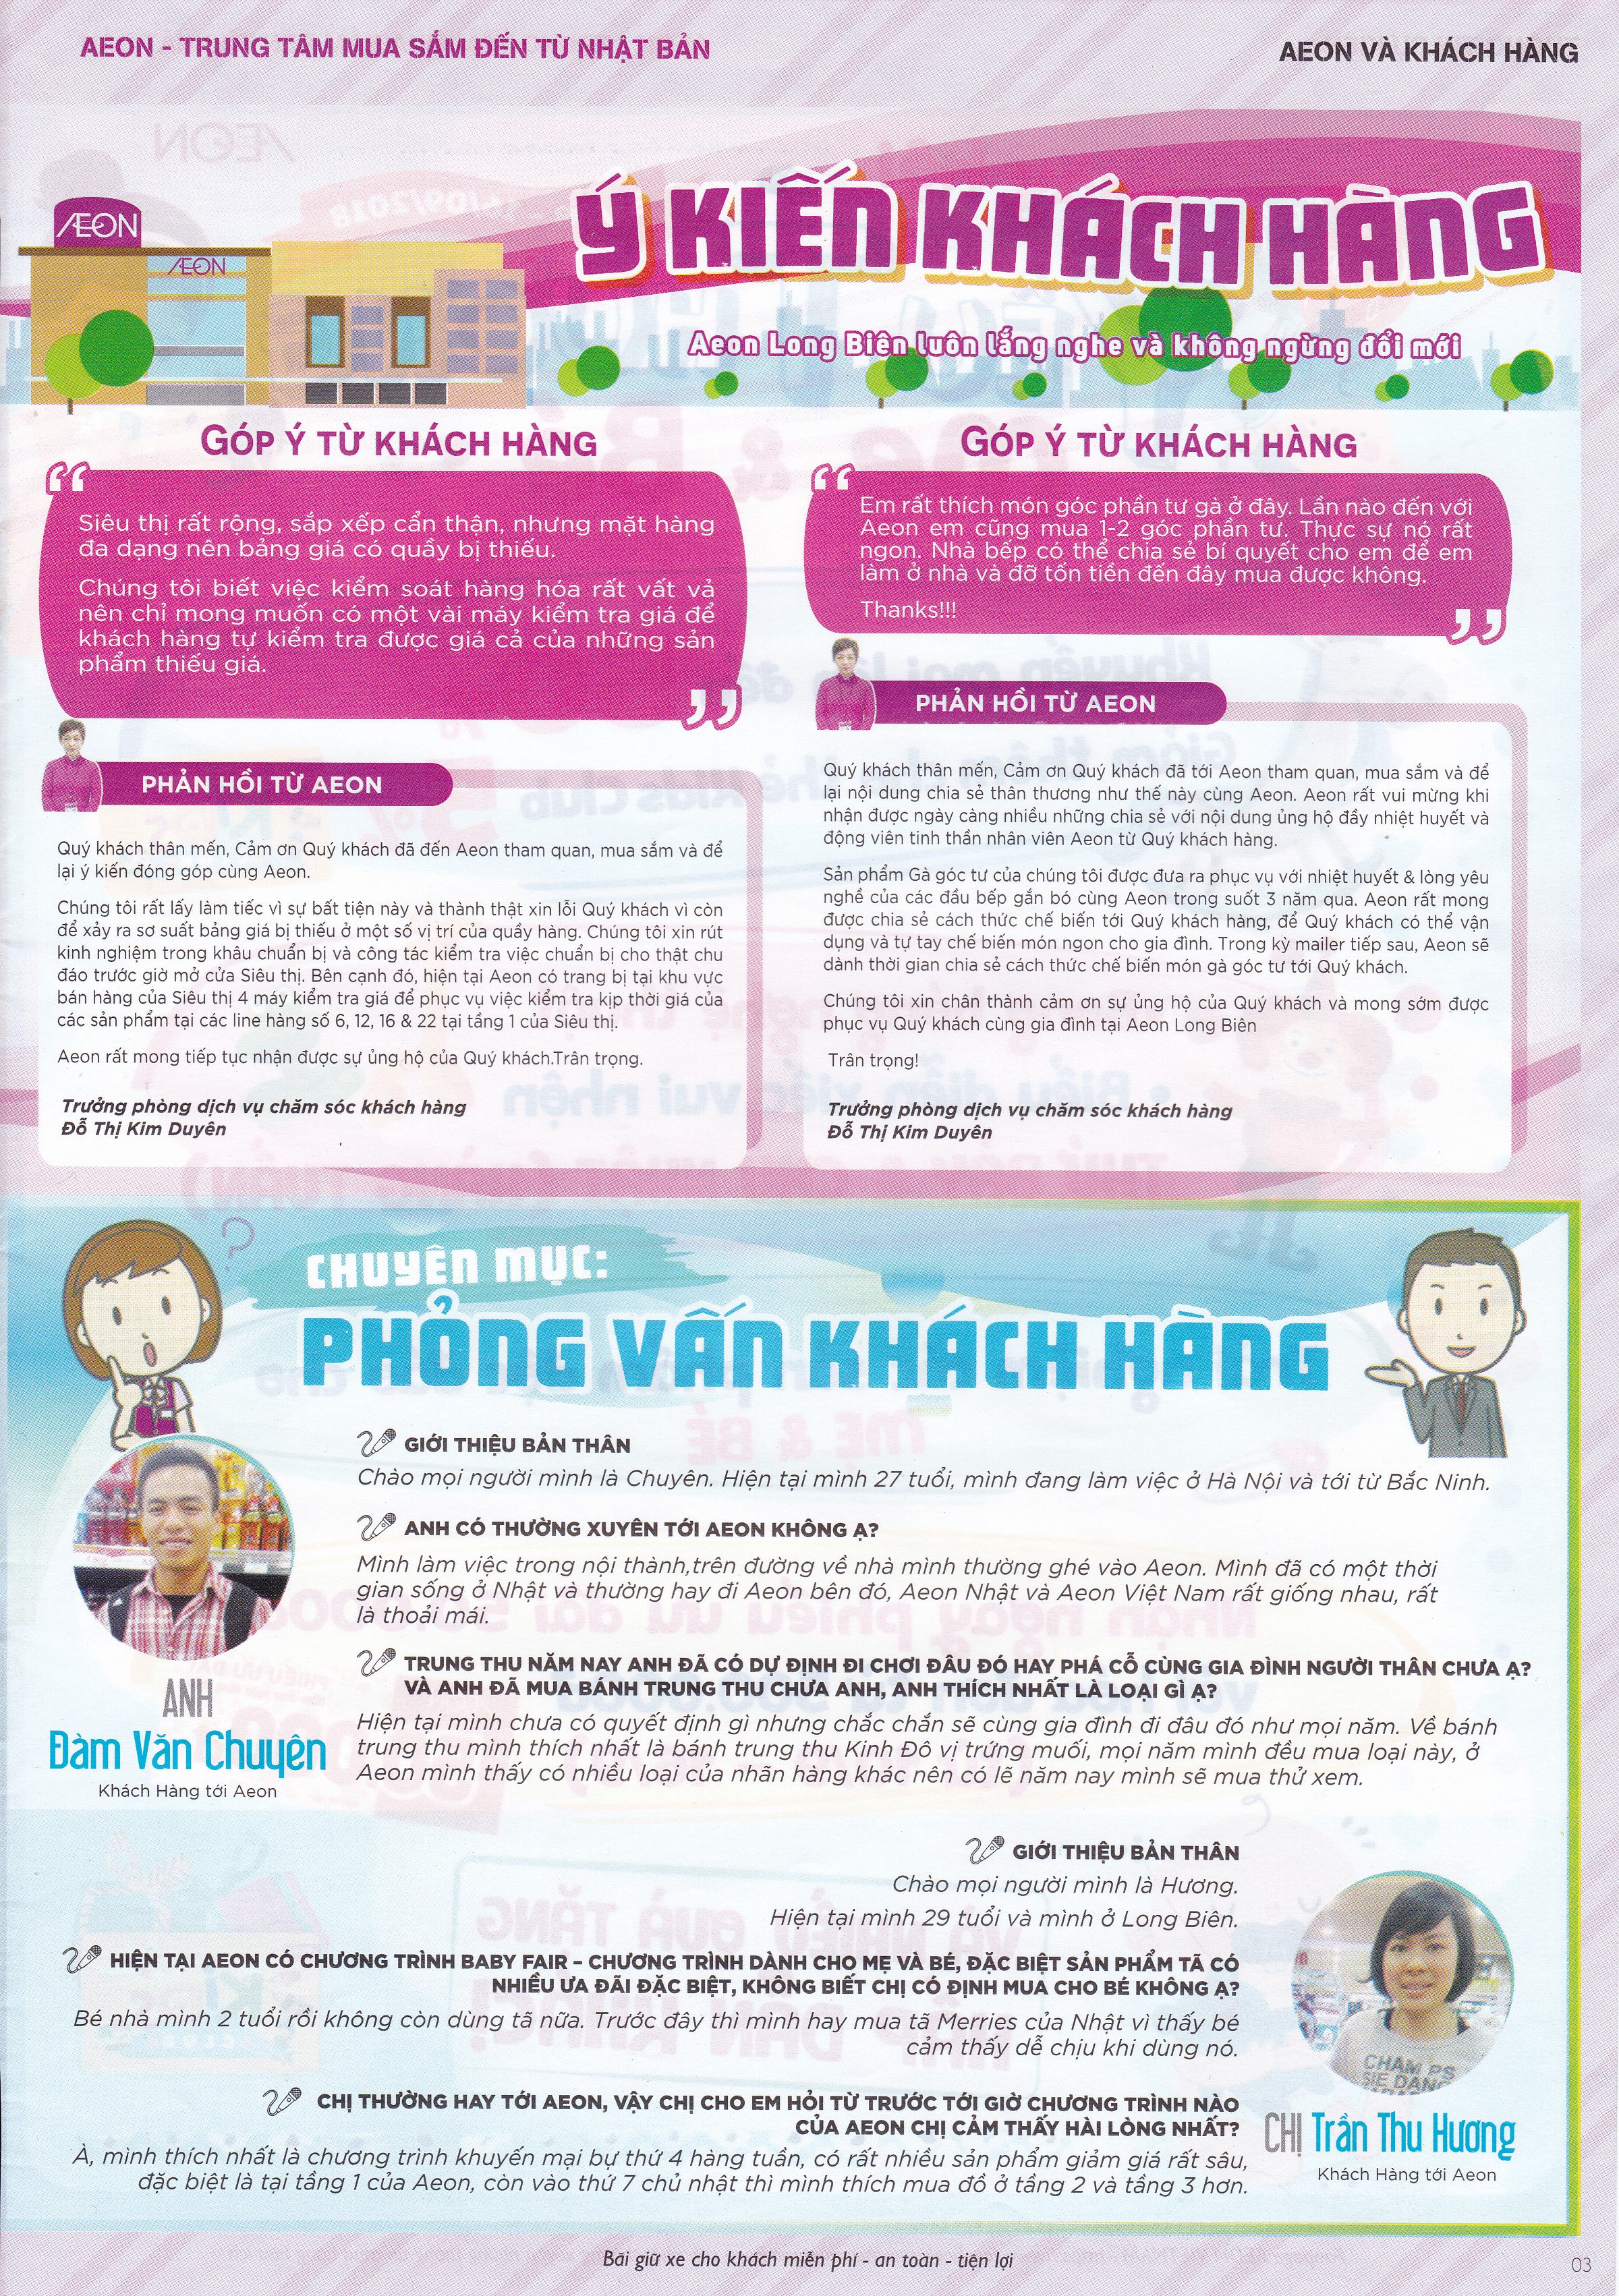 AEON - TRUNG TÂM MUA SẮM ĐẾN TỪ NHẬT BẢN
AEON VÀ KHÁCH HÀNG
AEON
AEON
Ý KIẾN KHÁCH HÀNG
Aeon Long Biên luôn lắng nghe và không ngừng đổi mới
GÓP Ý TỪ KHÁCH HÀNG
Siêu thị rất rộng, sắp xếp cẩn thận, nhưng mặt hàng
đa dạng nên bảng giá có quầy bị thiếu.
Chúng tôi biết việc kiểm soát hàng hóa rất vất vả
nên chỉ mong muốn có một vài máy kiểm tra giá để
khách hàng tự kiểm tra được giá cả của những sản
phẩm thiếu giá.
PHẢN HỒI TỪ AEON
Quý khách thân mến, Cảm ơn Quý khách đã đến Aeon tham quan, mua sắm và để
lại ý kiến đóng góp cùng Aeon.
Chúng tôi rất lấy làm tiếc vì sự bất tiện này và thành thật xin lỗi Quý khách vì còn
để xảy ra sơ suất bảng giá bị thiếu ở một số vị trí của quầy hàng. Chúng tôi xin rút
kinh nghiệm trong khâu chuẩn bị và công tác kiểm tra việc chuẩn bị cho thật chu
đáo trước giờ mở cửa Siêu thị. Bên cạnh đó, hiện tại Aeon có trang bị tại khu vực
bán hàng của Siêu thị 4 máy kiểm tra giá để phục vụ việc kiểm tra kịp thời giá của
các sản phẩm tại các line hàng số 6, 12, 16 & 22 tại tầng 1 của Siêu thị.
Aeon rất mong tiếp tục nhận được sự ủng hộ của Quý khách.Trân trọng.
Trưởng phòng dịch vụ chăm sóc khách hàng
Đỗ Thị Kim Duyên
GÓP Ý TỪ KHÁCH HÀNG
Em rất thích món góc phần tư gà ở đây. Lần nào đến với
Aeon em cũng mua 1-2 góc phần tư. Thực sự nó rất
ngon. Nhà bếp có thể chia sẻ bí quyết cho em để em
làm ở nhà và đỡ tốn tiền đến đây mua được không.
Thanks!!!
PHẢN HỒI TỪ AEON
Quý khách thân mến, Cảm ơn Quý khách đã tới Aeon tham quan, mua sắm và để
lại nội dung chia sẻ thân thương như thế này cùng Aeon. Aeon rất vui mừng khi
nhận được ngày càng nhiều những chia sẻ với nội dung ủng hộ đầy nhiệt huyết và
động viên tinh thần nhân viên Aeon từ Quý khách hàng.
Sản phẩm Gà góc tư của chúng tôi được đưa ra phục vụ với nhiệt huyết & lòng yêu
nghề của các đầu bếp gắn bó cùng Aeon trong suốt 3 năm qua. Aeon rất mong
được chia sẻ cách thức chế biến tới Quý khách hàng, để Quý khách có thể vận
dụng và tự tay chế biến món ngon cho gia đình. Trong kỳ mailer tiếp sau, Aeon sẽ
dành thời gian chia sẻ cách thức chế biến món gà góc tư tới Quý khách.
Chúng tôi xin chân thành cảm ơn sự ủng hộ của Quý khách và mong sớm được
phục vụ Quý khách cùng gia đình tại Aeon Long Biên
Trân trọng!
Trưởng phòng dịch vụ chăm sóc khách hàng
Đỗ Thị Kim Duyên
CHUYÊN MỤC:
PHỎNG VẤN KHÁCH HÀNG
GIỚI THIỆU BẢN THÂN
Chào mọi người mình là Chuyên. Hiện tại mình 27 tuổi, mình đang làm việc ở Hà Nội và tới từ Bắc Ninh.
ANH CÓ THƯỜNG XUYÊN TỚI AEON KHÔNG Ạ?
Mình làm việc trong nội thành,trên đường về nhà mình thường ghé vào Aeon. Mình đã có một thời
gian sống ở Nhật và thường hay đi Aeon bên đó, Aeon Nhật và Aeon Việt Nam rất giống nhau, rất
là thoải mái.
TRUNG THU NĂM NAY ANH ĐÃ CÓ DỰ ĐỊNH ĐI CHƠI ĐÂU ĐÓ HAY PHÁ CỖ CÙNG GIA ĐÌNH NGƯỜI THÂN CHƯA Ạ?
VÀ ANH ĐÃ MUA BÁNH TRUNG THU CHƯA ANH, ANH THÍCH NHẤT LÀ LOẠI GÌ Ạ?
Hiện tại mình chưa có quyết định gì nhưng chắc chắn sẽ cùng gia đình đi đâu đó như mọi năm. Về bánh
trung thu mình thích nhất là bánh trung thu Kinh Đô vị trứng muối, mọi năm mình đều mua loại này, ở
Aeon mình thấy có nhiều loại của nhãn hàng khác nên có lẽ năm nay mình sẽ mua thử xem.
ANH
Đàm Văn Chuyên
Khách Hàng tới Aeon
GIỚI THIỆU BẢN THÂN
Chào mọi người mình là Hương.
Hiện tại mình 29 tuổi và mình ở Long Biên.
HIỆN TẠI AEON CÓ CHƯƠNG TRÌNH BABY FAIR – CHƯƠNG TRÌNH DÀNH CHO MẸ VÀ BÉ, ĐẶC BIỆT SẢN PHẨM TÃ CÓ
NHIỀU ƯA ĐÃI ĐẶC BIỆT, KHÔNG BIẾT CHỊ CÓ ĐỊNH MUA CHO BÉ KHÔNG Ạ?
Bé nhà mình 2 tuổi rồi không còn dùng tã nữa. Trước đây thì mình hay mua tã Merries của Nhật vì thấy bé
cảm thấy dễ chịu khi dùng nó.
CHỊ THƯỜNG HAY TỚI AEON, VẬY CHỊ CHO EM HỎI TỪ TRƯỚC TỚI GIỜ CHƯƠNG TRÌNH NÀO
CỦA AEON CHỊ CẢM THẤY HÀI LÒNG NHẤT?
À, mình thích nhất là chương trình khuyến mại bự thứ 4 hàng tuần, có rất nhiều sản phẩm giảm giá rất sâu,
đặc biệt là tại tầng 1 của Aeon, còn vào thứ 7 chủ nhật thì mình thích mua đồ ở tầng 2 và tầng 3 hơn.
CHỊ Trần Thu Hương
Khách Hàng tới Aeon
Bãi giữ xe cho khách miễn phí - an toàn - tiện lợi
03